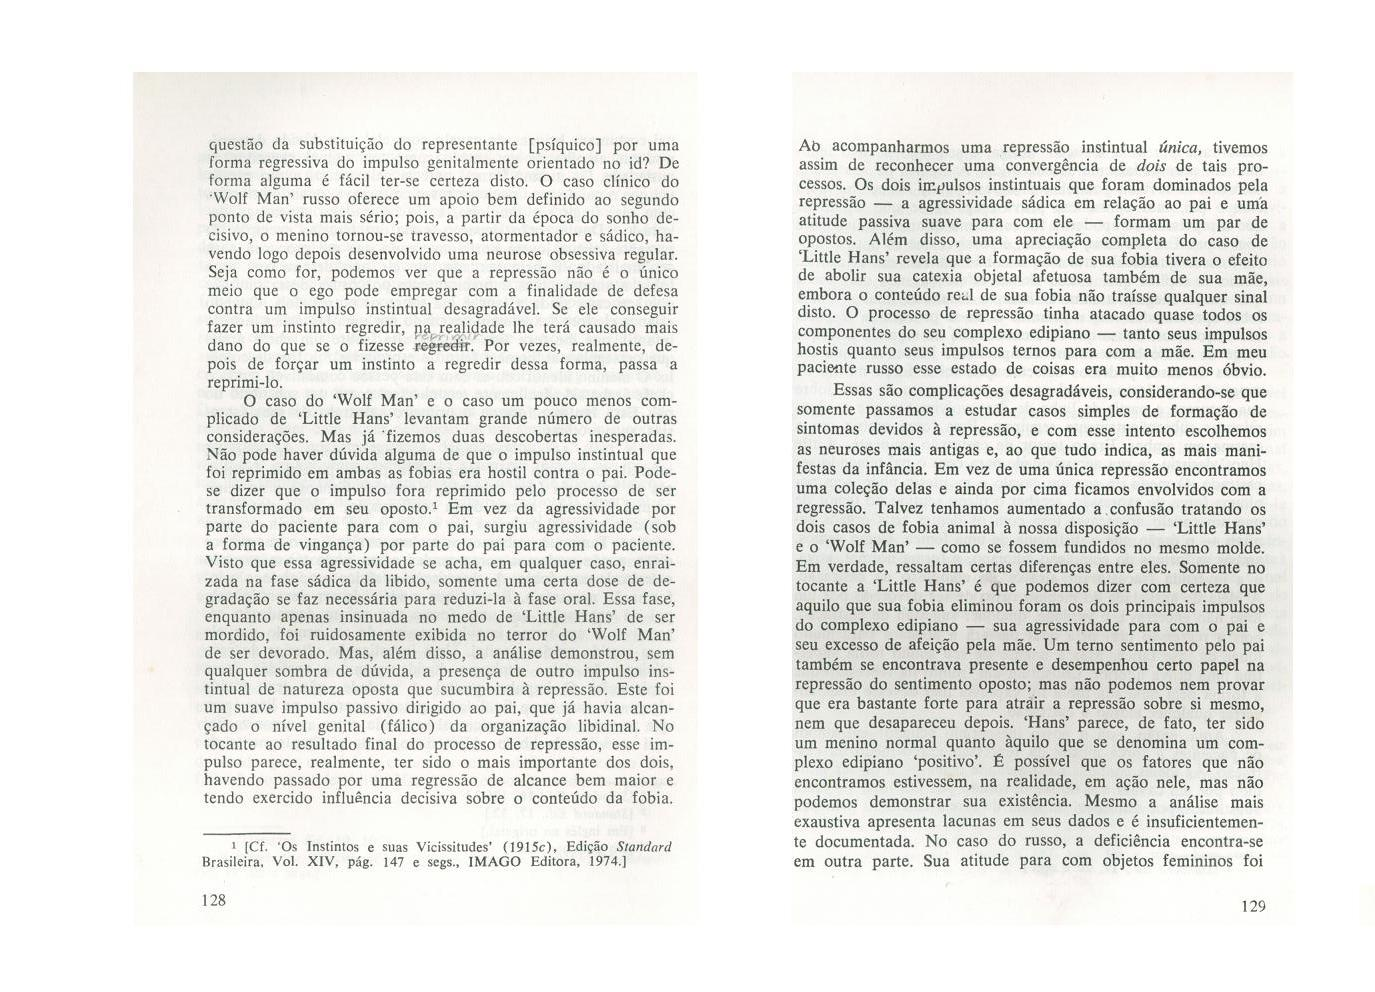 questão da substituição do representante [psíquico] por uma
forma regressiva do impulso genitalmente orientado no id? De
forma alguma é fácil ter-se certeza disto. O caso clínico do
'Wolf Man' russo oferece um apoio bem definido ao segundo
ponto de vista mais sério; pois, a partir da época do sonho de-
cisivo, o menino tornou-se travesso, atormentador e sádico, ha-
vendo logo depois desenvolvido uma neurose obsessiva regular.
Seja como for, podemos ver que a repressão não é o único
meio que o ego pode empregar com a finalidade de defesa
contra um impulso instintual desagradável. Se ele conseguir
fazer um instinto regredir, na realidade lhe terá causado mais
reprimir
dano do que se o fizesse regredir. Por vezes, realmente, de-
pois de forçar um instinto a regredir dessa forma, passa a
reprimi-lo.
O caso do 'Wolf Man' e o caso um pouco menos com-
plicado de 'Little Hans' levantam grande número de outras
considerações. Mas já fizemos duas descobertas inesperadas.
Não pode haver dúvida alguma de que o impulso instintual que
foi reprimido em ambas as fobias era hostil contra o pai. Pode-
se dizer que o impulso fora reprimido pelo processo de ser
transformado em seu oposto.¹ Em vez da agressividade por
parte do paciente para com o pai, surgiu agressividade (sob
a forma de vingança) por parte do pai para com o paciente.
Visto que essa agressividade se acha, em qualquer caso, enrai-
zada na fase sádica da libido, somente uma certa dose de de-
gradação se faz necessária para reduzi-la à fase oral. Essa fase,
enquanto apenas insinuada no medo de 'Little Hans' de ser
mordido, foi ruidosamente exibida no terror do 'Wolf Man'
de ser devorado. Mas, além disso, a análise demonstrou, sem
qualquer sombra de dúvida, a presença de outro impulso ins-
tintual de natureza oposta que sucumbira à repressão. Este foi
um suave impulso passivo dirigido ao pai, que já havia alcan-
çado o nível genital (fálico) da organização libidinal. No
tocante ao resultado final do processo de repressão, esse im-
pulso parece, realmente, ter sido o mais importante dos dois,
havendo passado por uma regressão de alcance bem maior e
tendo exercido influência decisiva sobre o conteúdo da fobia.
¹ [Cf. 'Os Instintos e suas Vicissitudes' (1915c), Edição Standard
Brasileira, Vol. XIV, pág. 147 e segs., IMAGO Editora, 1974.]
128
Ao acompanharmos uma repressão instintual única, tivemos
assim de reconhecer uma convergência de dois de tais pro-
cessos. Os dois impulsos instintuais que foram dominados pela
repressão — a agressividade sádica em relação ao pai e uma
atitude passiva suave para com ele — formam um par de
opostos. Além disso, uma apreciação completa do caso de
'Little Hans' revela que a formação de sua fobia tivera o efeito
de abolir sua catexia objetal afetuosa também de sua mãe,
embora o conteúdo real de sua fobia não traísse qualquer sinal
disto. O processo de repressão tinha atacado quase todos os
componentes do seu complexo edipiano — tanto seus impulsos
hostis quanto seus impulsos ternos para com a mãe. Em meu
paciente russo esse estado de coisas era muito menos óbvio.
Essas são complicações desagradáveis, considerando-se que
somente passamos a estudar casos simples de formação de
sintomas devidos à repressão, e com esse intento escolhemos
as neuroses mais antigas e, ao que tudo indica, as mais mani-
festas da infância. Em vez de uma única repressão encontramos
uma coleção delas e ainda por cima ficamos envolvidos com a
regressão. Talvez tenhamos aumentado a confusão tratando os
dois casos de fobia animal à nossa disposição — 'Little Hans'
e o 'Wolf Man' — como se fossem fundidos no mesmo molde.
Em verdade, ressaltam certas diferenças entre eles. Somente no
tocante a 'Little Hans' é que podemos dizer com certeza que
aquilo que sua fobia eliminou foram os dois principais impulsos
do complexo edipiano — sua agressividade para com o pai e
seu excesso de afeição pela mãe. Um terno sentimento pelo pai
também se encontrava presente e desempenhou certo papel na
repressão do sentimento oposto; mas não podemos nem provar
que era bastante forte para atrair a repressão sobre si mesmo,
nem que desapareceu depois. 'Hans' parece, de fato, ter sido
um menino normal quanto àquilo que se denomina um com-
plexo edipiano 'positivo'. É possível que os fatores que não
encontramos estivessem, na realidade, em ação nele, mas não
podemos demonstrar sua existência. Mesmo a análise mais
exaustiva apresenta lacunas em seus dados e é insuficientemen-
te documentada. No caso do russo, a deficiência encontra-se
em outra parte. Sua atitude para com objetos femininos foi
129